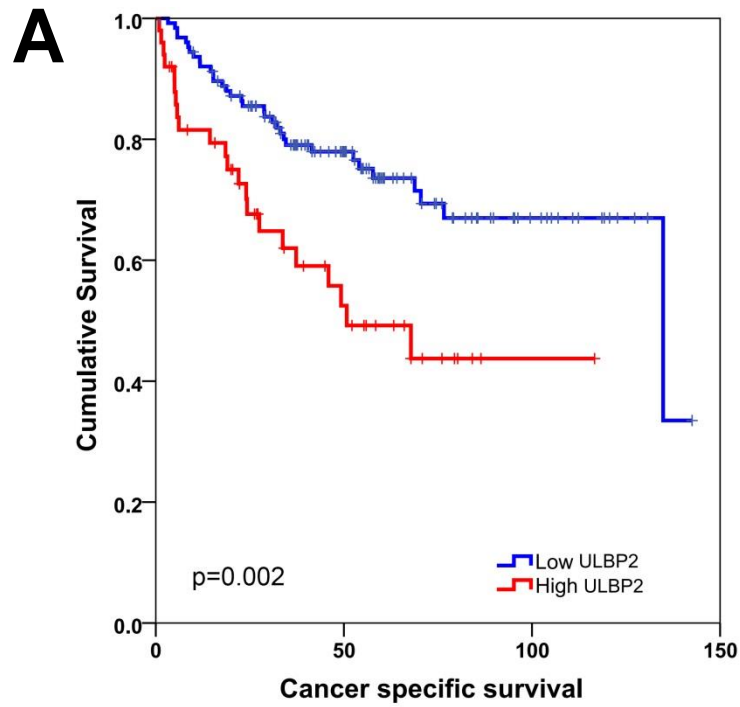 A
1.0
0.8
0.6
0.4
0.2
0.0
Cumulative Survival
p=0.002
Low ULBP2
High ULBP2
0 50 100 150
Cancer specific survival